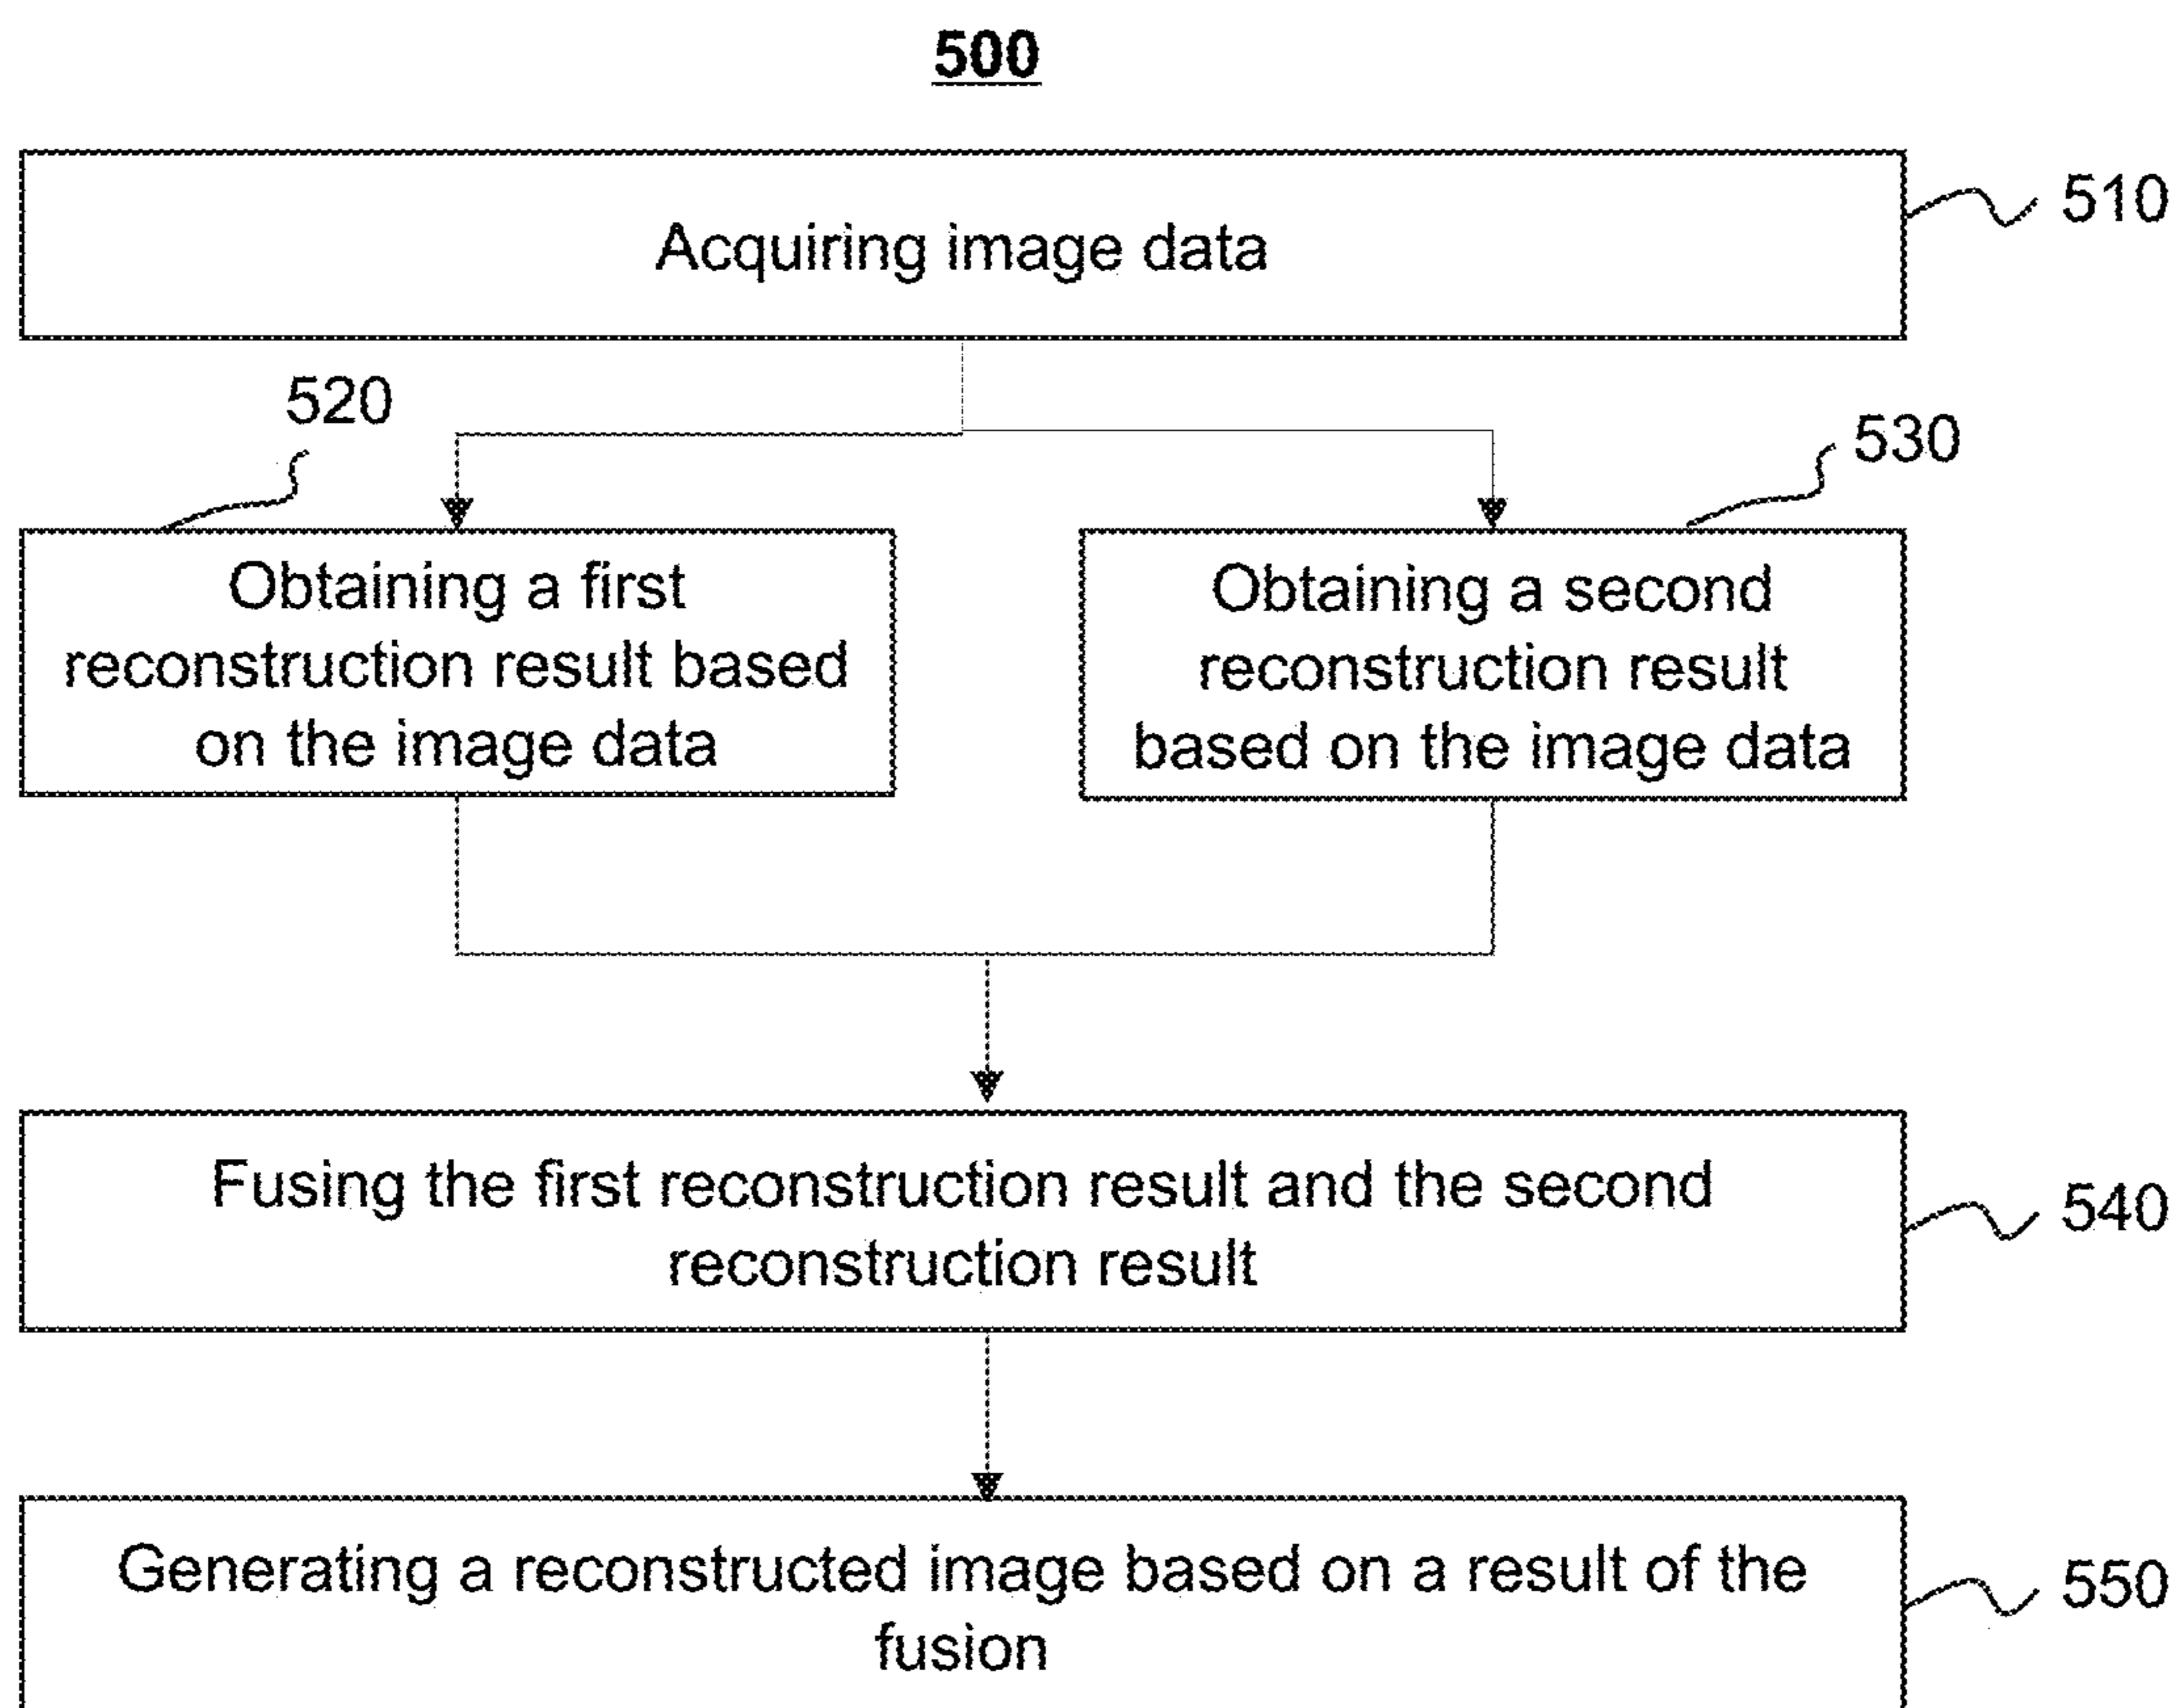 500
Acquiring image data
510
520
530
Obtaining a first
reconstruction result based
on the image data
Obtaining a second
reconstruction result
based on the image data
Fusing the first reconstruction result and the second
reconstruction result
540
Generating a reconstructed image based on a result of the
fusion
550